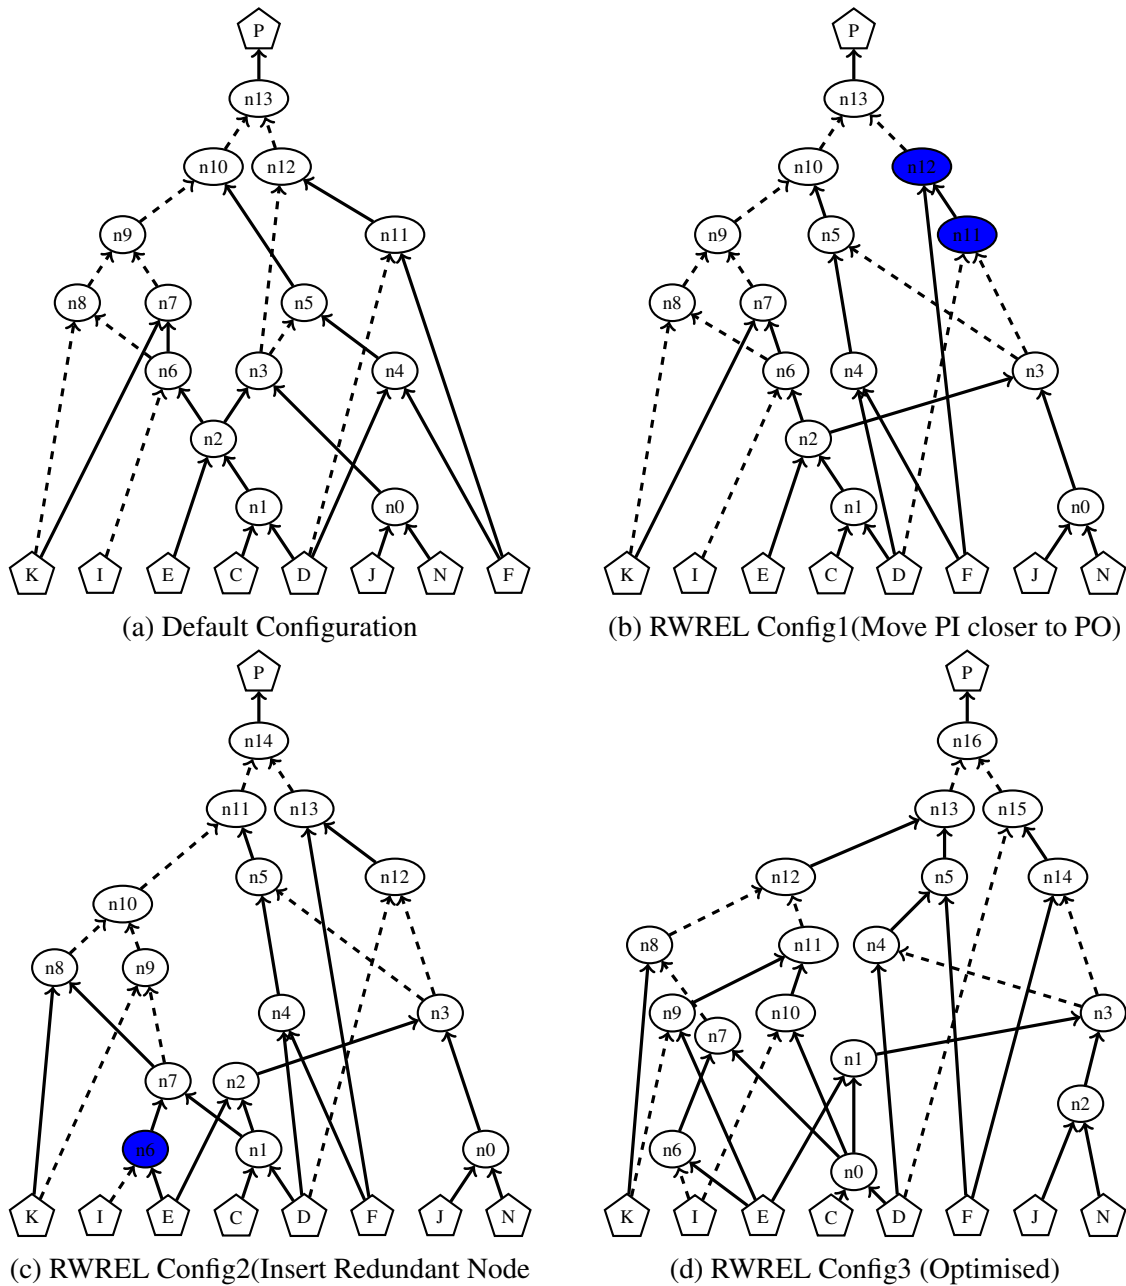 P
n13
n10 n12
n9 n11
n8 n7 n5
n6 n3 n4
n2
n1 n0
K I E C D J N F
(a) Default Configuration
P
n13
n10 n12
n9 n5 n11
n8 n7
n6 n4 n3
n2
n1 n0
K I E C D F J N
(b) RWREL Config1(Move PI closer to PO)
P
n14
n11 n13
n5 n12
n10
n8 n9
n4 n3
n7 n2
n6 n1 n0
K I E C D F J N
(c) RWREL Config2(Insert Redundant Node
P
n16
n13 n15
n12 n5 n14
n8 n11 n4
n9 n10 n3
n7
n1
n2
n6
n0
K I E C D F J N
(d) RWREL Config3 (Optimised)